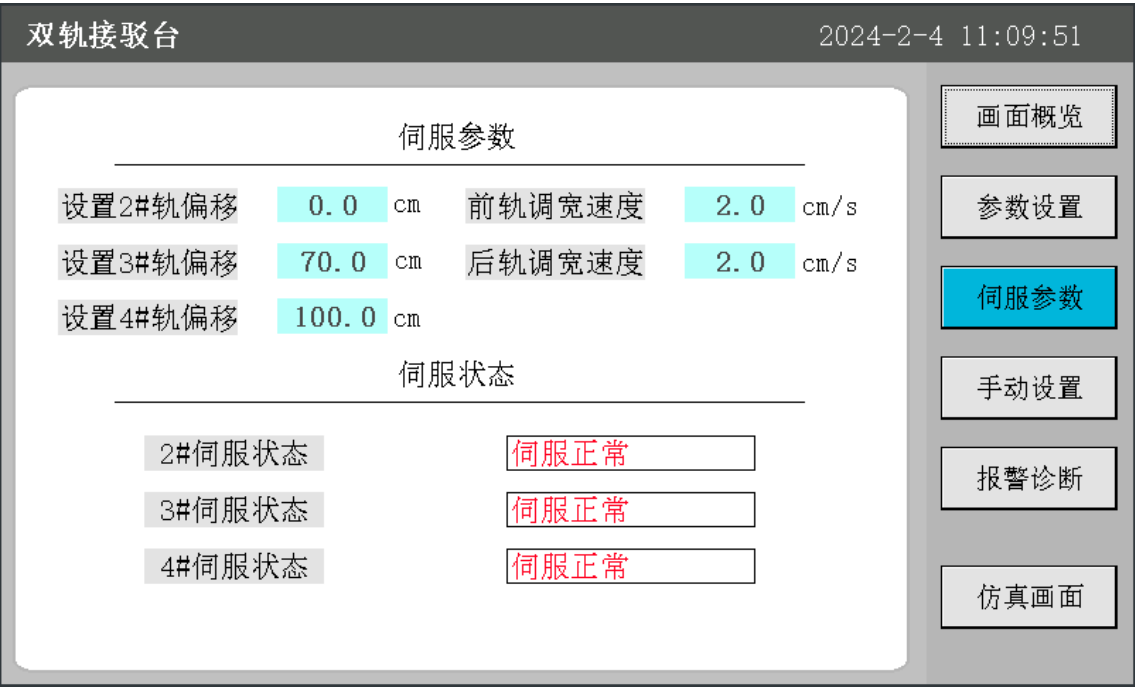 双轨接驳台 2024-2-4 11:09:51
伺服参数
设置2#轨偏移 0.0 cm 前轨调宽速度 2.0 cm/s
设置3#轨偏移 70.0 cm 后轨调宽速度 2.0 cm/s
设置4#轨偏移 100.0 cm
伺服状态
2#伺服状态 伺服正常
3#伺服状态 伺服正常
4#伺服状态 伺服正常
画面概览
参数设置
伺服参数
手动设置
报警诊断
仿真画面